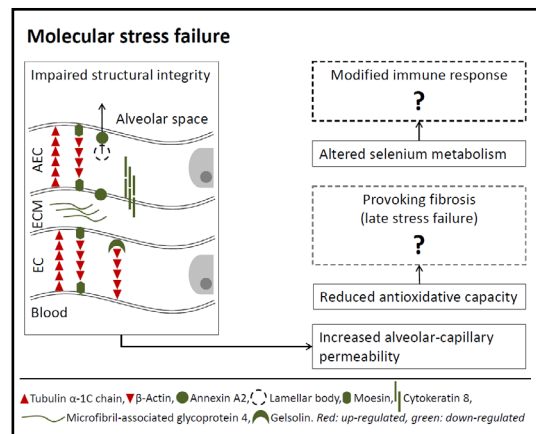 Molecular stress failure
Impaired structural integrity
Alveolar space
AEC
ECM
EC
Blood
Modified immune response
?
Altered selenium metabolism
Provoking fibrosis
(late stress failure)
?
Reduced antioxidative capacity
Increased alveolar-capillary
permeability
Tubulin α-1C chain, β-Actin, Annexin A2, Lamellar body, Moesin, Cytokeratin 8,
Microfibril-associated glycoprotein 4, Gelsolin. Red: up-regulated, green: down-regulated